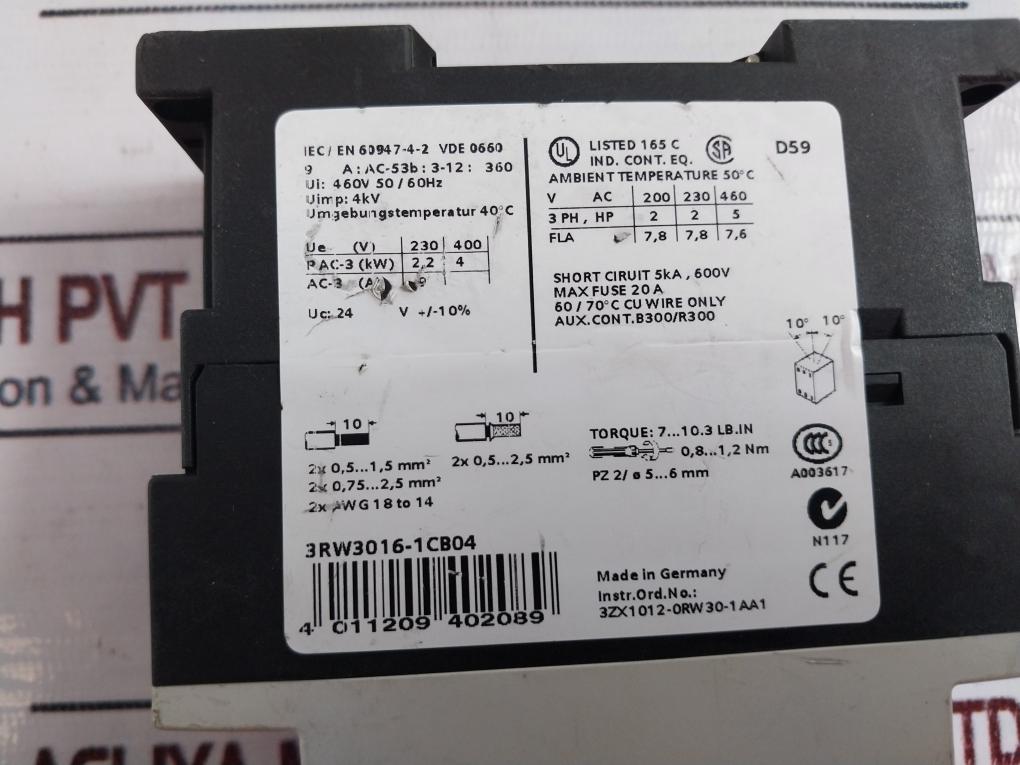 IEC / EN 60947-4-2 VDE 0660
9 A : AC-53b : 3-12 : 360
Ui: 460V 50 / 60Hz
Uimp: 4kV
Umgebungstemperatur 40°C
Ue (V) 230 400
P AC-3 (kW) 2,2 4
AC-3 (A) 9
Uc: 24 V +/-10%
UL LISTED 165 C SA D59
IND. CONT. EQ.
AMBIENT TEMPERATURE 50°C
V AC 200 230 460
3 PH , HP 2 2 5
FLA 7,8 7,8 7,6
SHORT CIRUIT 5kA , 600V
MAX FUSE 20 A
60 / 70°C CU WIRE ONLY
AUX.CONT.B300/R300
10° 10°
10
2x 0,5...1,5 mm²
2x 0,75...2,5 mm²
2x AWG 18 to 14
10
2x 0,5...2,5 mm²
TORQUE: 7...10.3 LB.IN
0,8...1,2 Nm
PZ 2/ ø 5...6 mm
CCC S
A003617
N117
CE
3RW3016-1CB04
4 011209 402089
Made in Germany
Instr.Ord.No.:
3ZX1012-0RW30-1AA1
H PVT
on & Ma